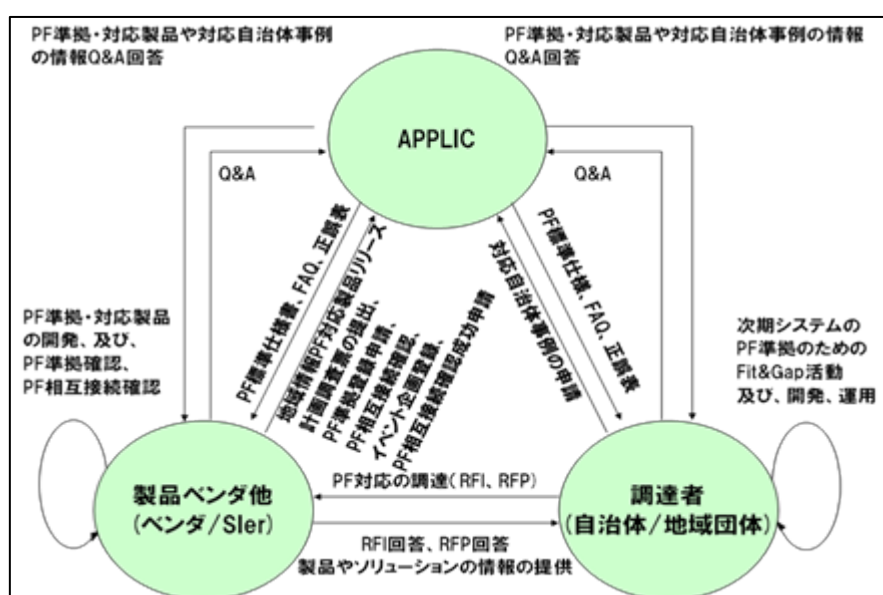 PF準拠・対応製品や対応自治体事例
の情報Q&A回答
PF準拠・対応製品や対応自治体事例の情報
Q&A回答
APPLIC
Q&A
Q&A
PF標準仕様書、FAQ、正誤表
地域情報PF対応製品リリーズ
計画調査票の提出、
PF準拠登録申請、
PF相互接続確認、
イベント企画登録、
PF相互接続確認成功申請
対応自治体事例の申請
PF標準仕様、FAQ、正誤表
PF準拠・対応製品
の開発、及び、
PF準拠確認、
PF相互接続確認
次期システムの
PF準拠のための
Fit&Gap活動
及び、開発、運用
製品ベンダ他
(ベンダ/SIer)
PF対応の調達(RFI、RFP)
RFI回答、RFP回答
製品やソリューションの情報の提供
調達者
(自治体/地域団体)